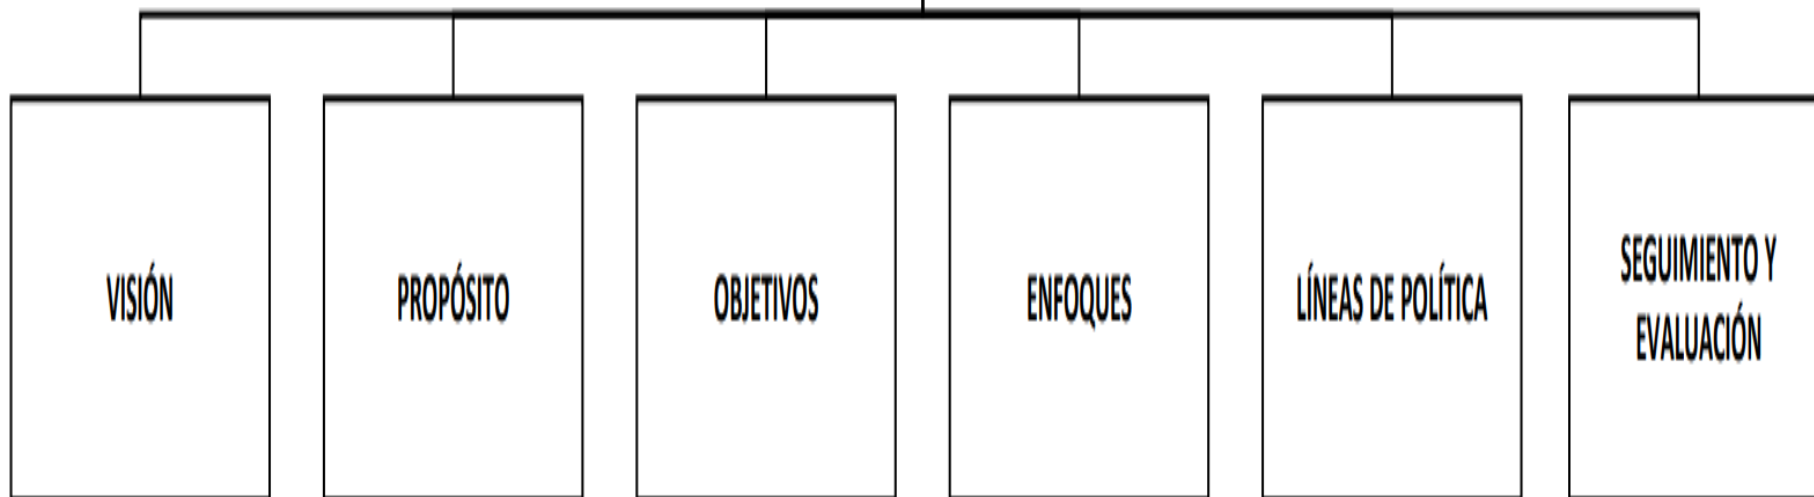 VISIÓN
PROPÓSITO
OBJETIVOS
ENFOQUES
LÍNEAS DE POLÍTICA
SEGUIMIENTO Y
EVALUACIÓN